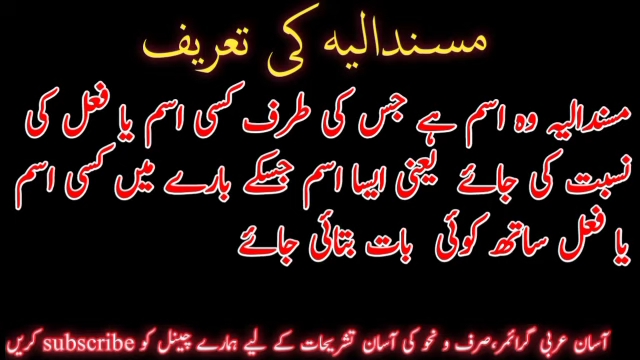 مسندالیہ کی تعریف
مسندالیہ وہ اسم ہے جس کی طرف کسی اسم یا فعل کی
نسبت کی جائے یعنی ایسا اسم جسکے بارے میں کسی اسم
یا فعل ساتھ کوئی بات بتائی جائے
آسان عربی گرائمر،صرف و نحو کی آسان تشریحات کے لیے ہمارے چینل کو subscribe کریں